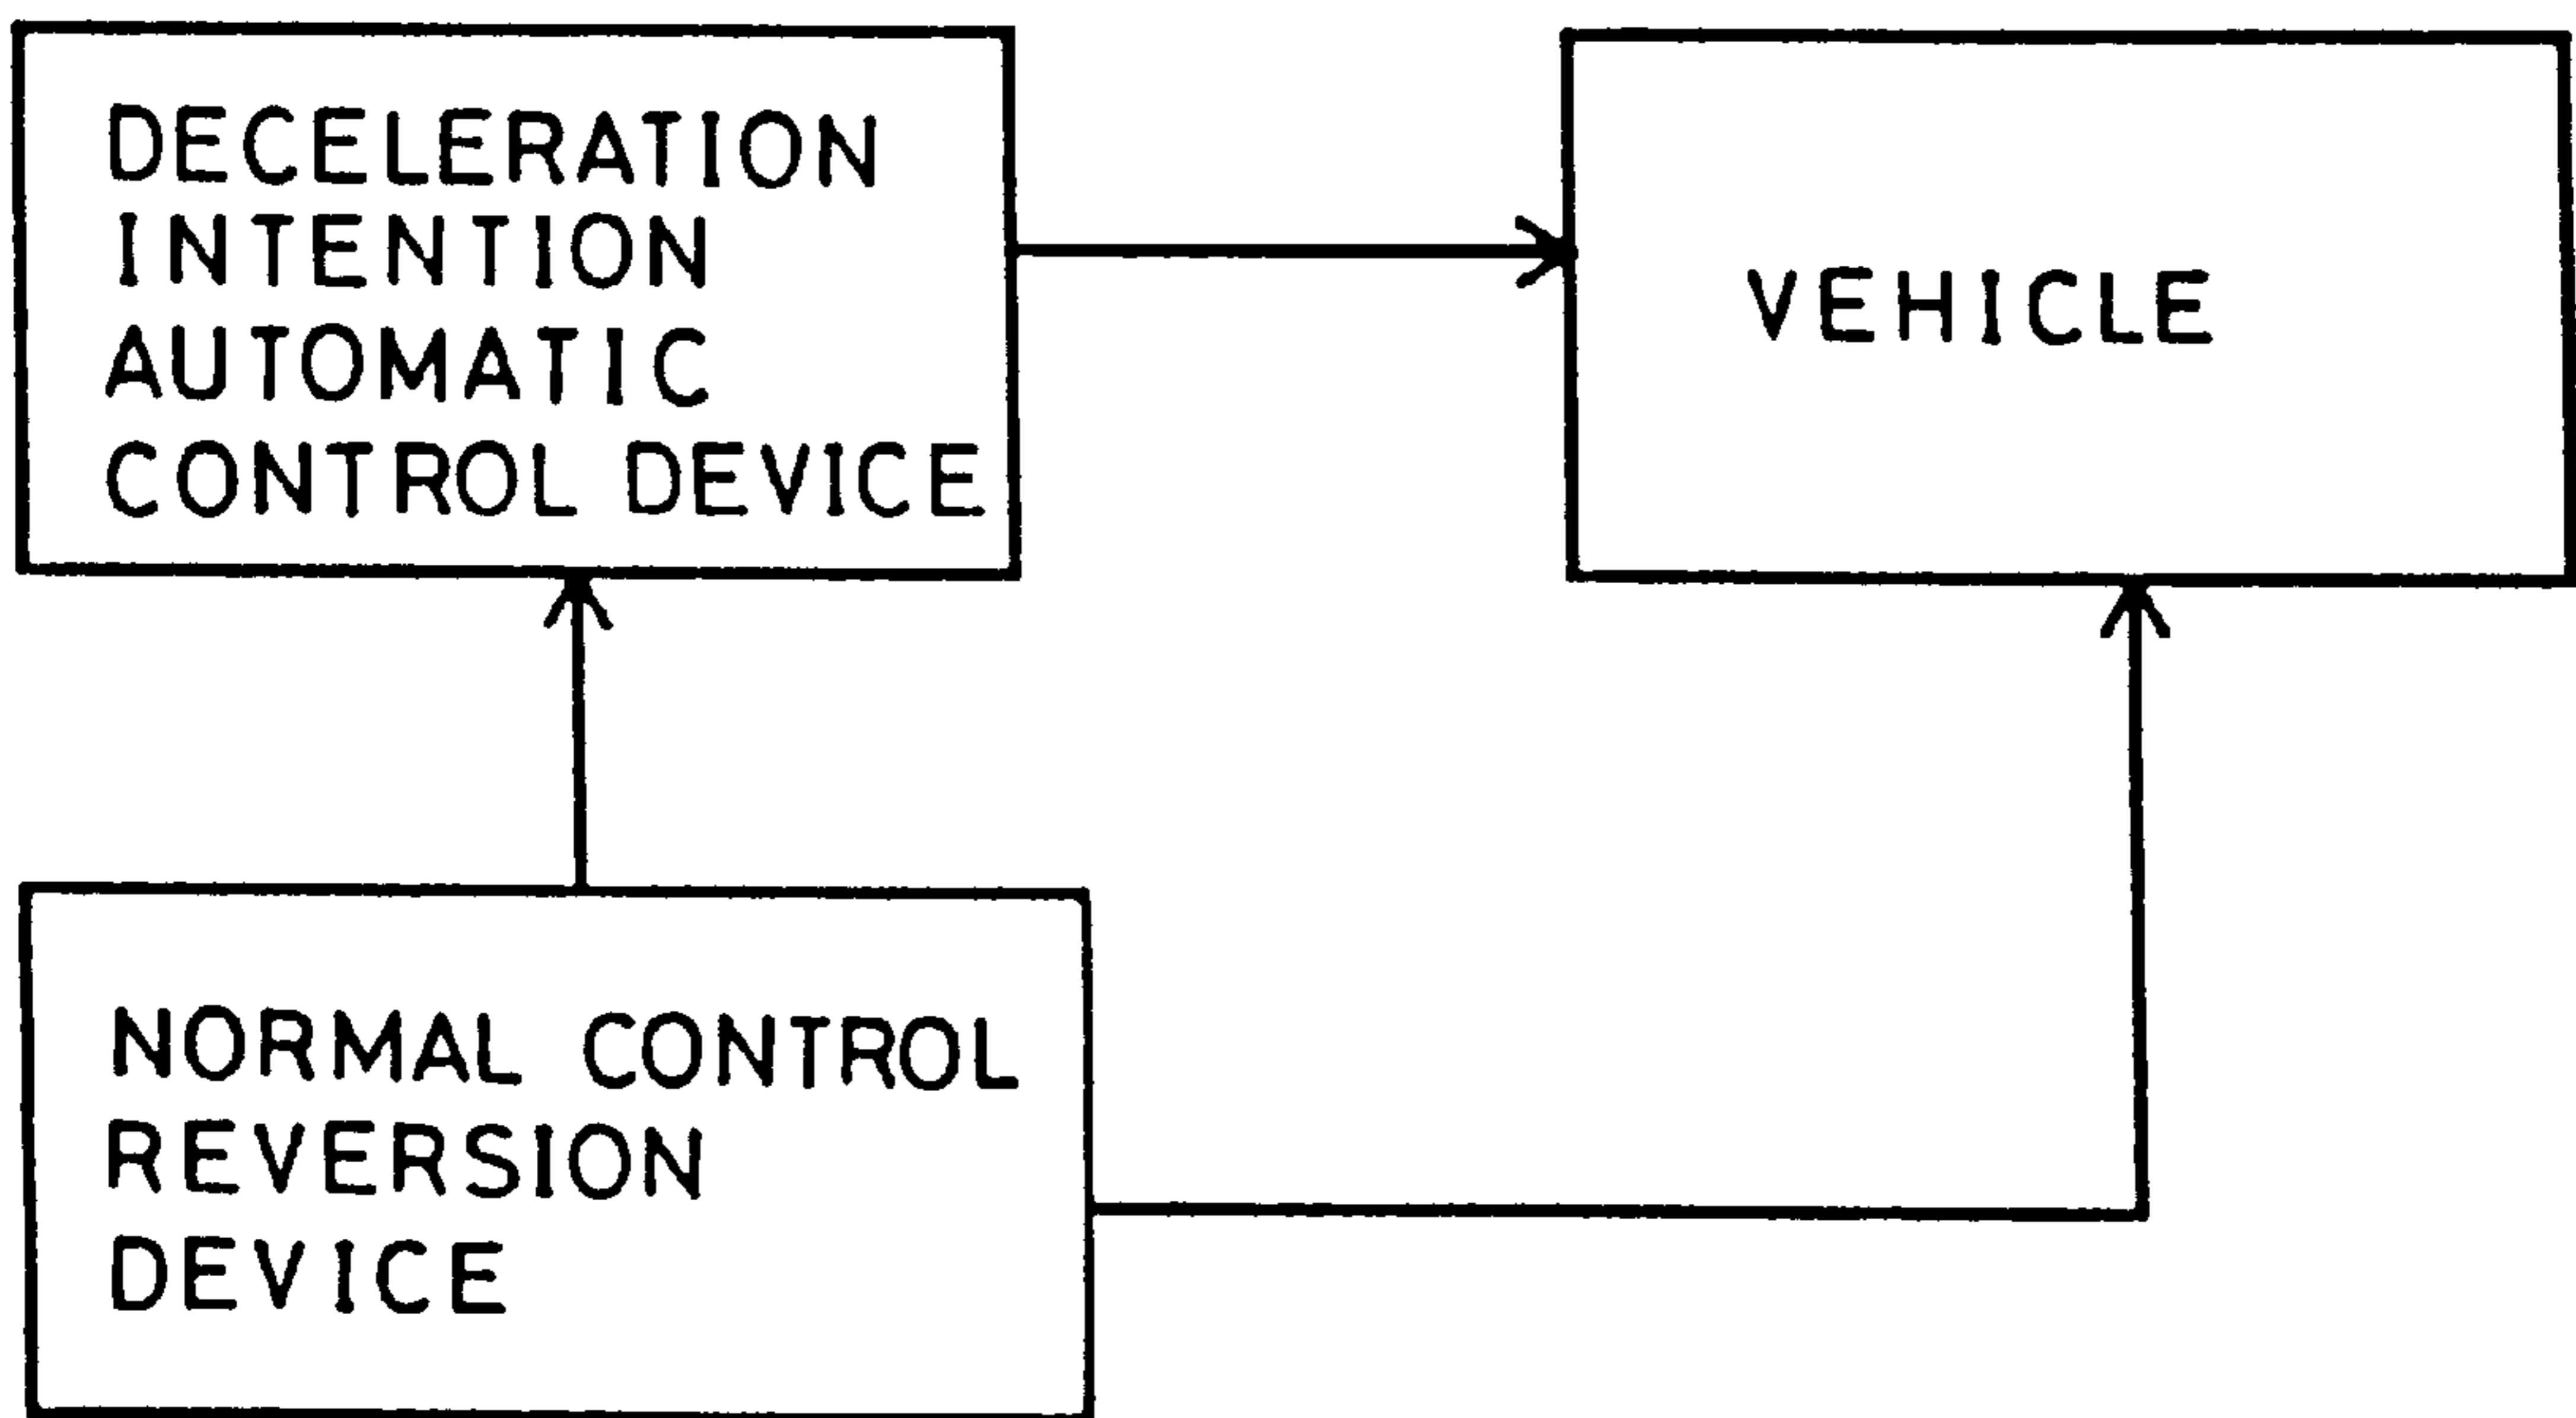 DECELERATION
INTENTION
AUTOMATIC
CONTROL DEVICE
VEHICLE
NORMAL CONTROL
REVERSION
DEVICE